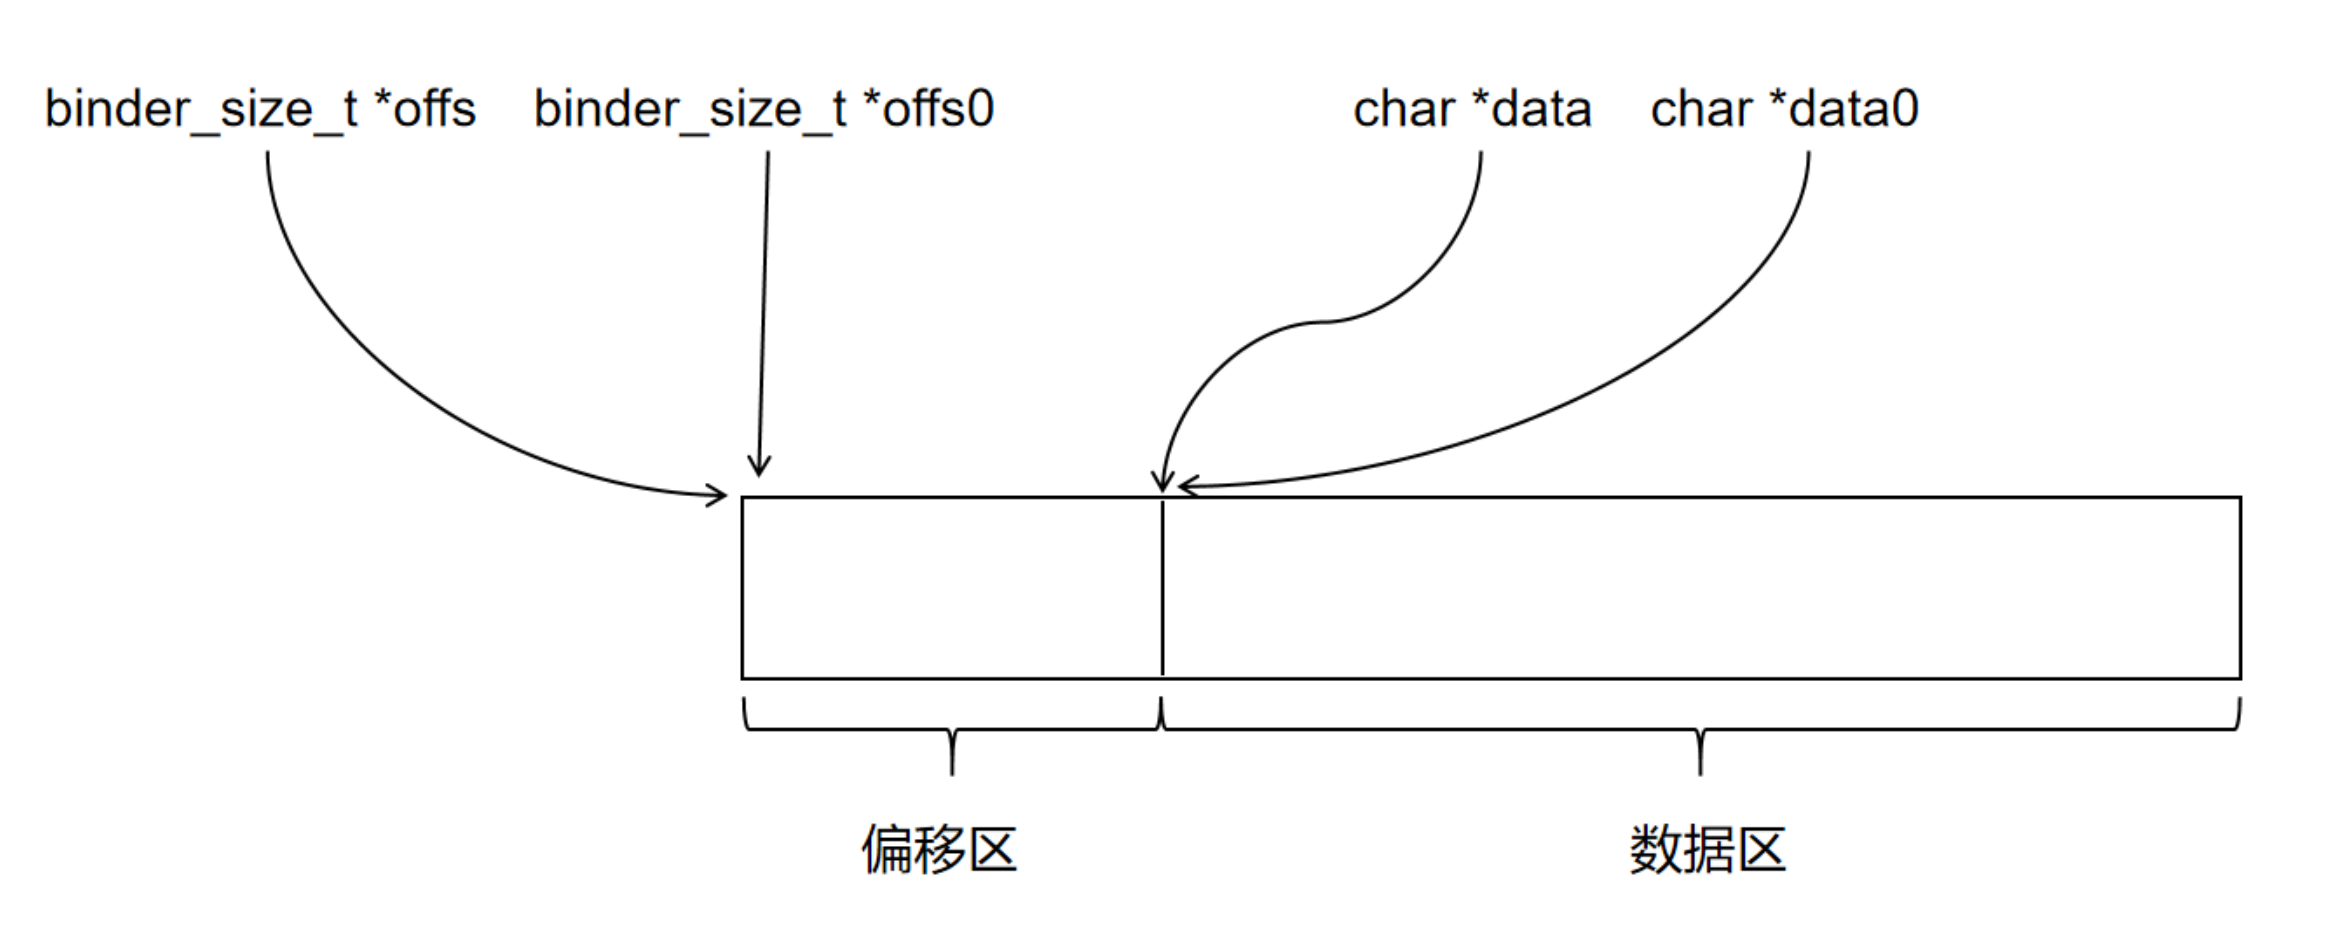 binder_size_t *offs binder_size_t *offs0 char *data char *data0
偏移区 数据区